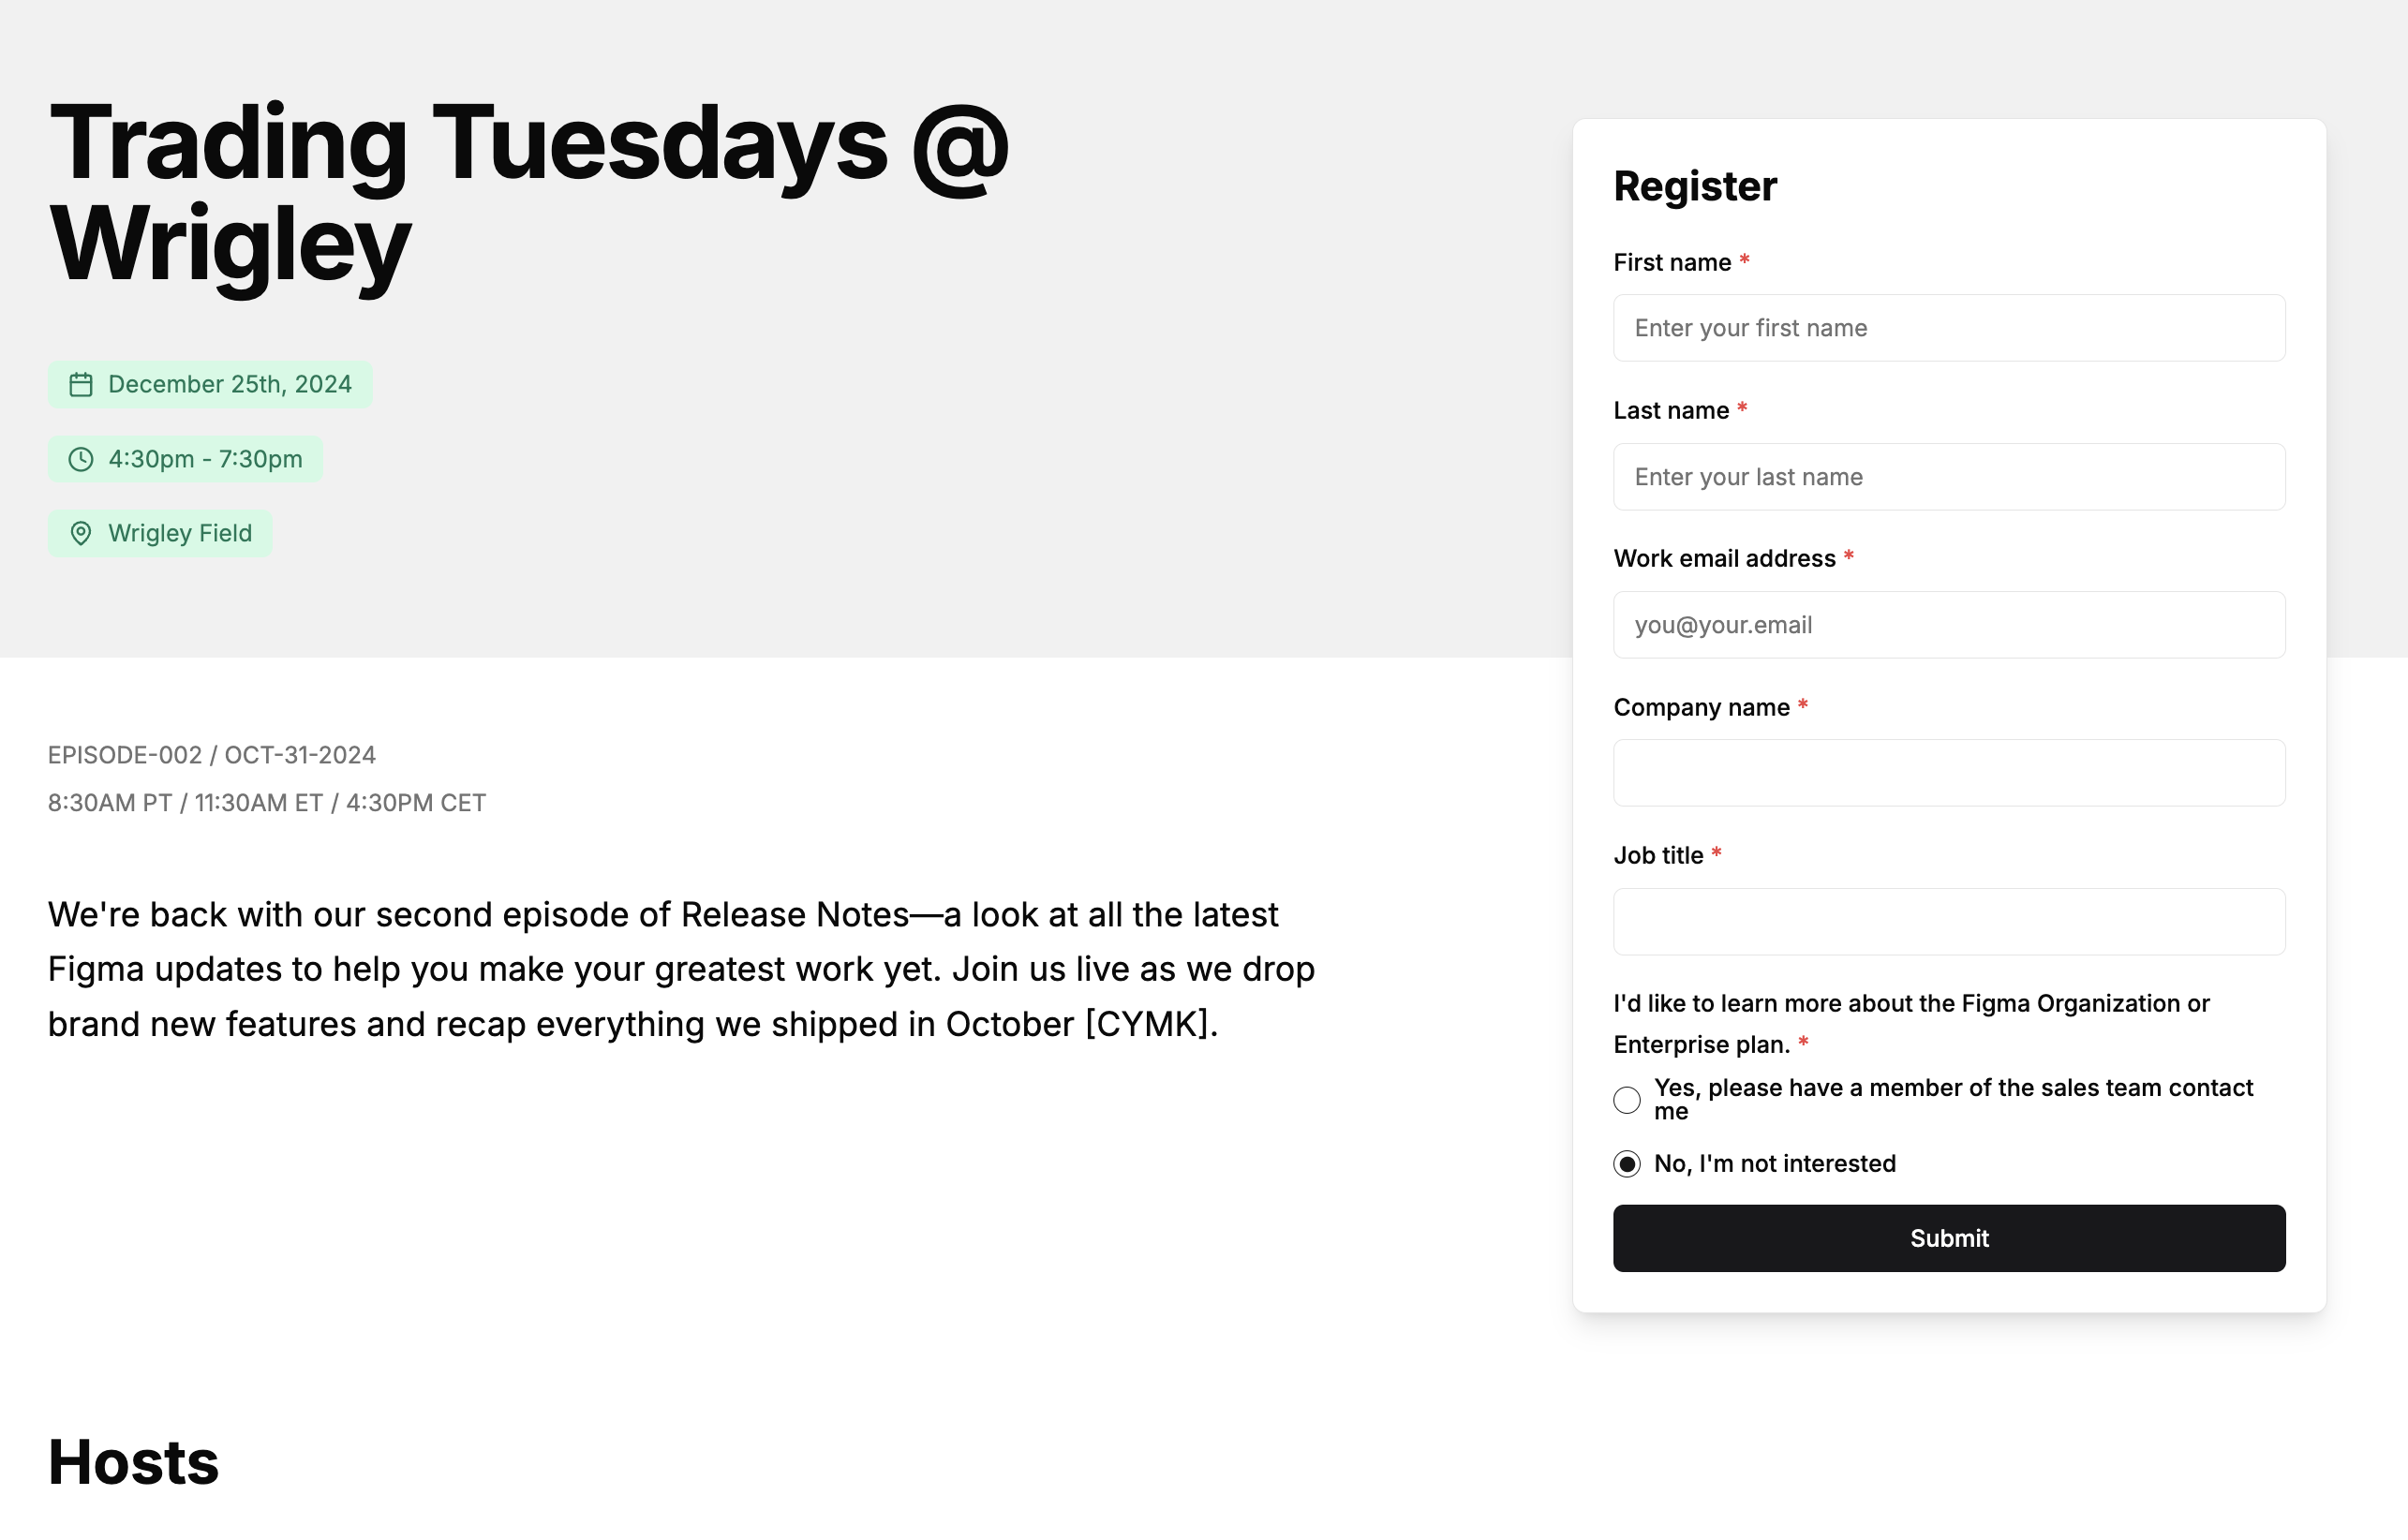 Trading Tuesdays @
Wrigley
December 25th, 2024
4:30pm - 7:30pm
Wrigley Field
EPISODE-002 / OCT-31-2024
8:30AM PT / 11:30AM ET / 4:30PM CET
We're back with our second episode of Release Notes—a look at all the latest
Figma updates to help you make your greatest work yet. Join us live as we drop
brand new features and recap everything we shipped in October [CYMK].
Register
First name *
Enter your first name
Last name *
Enter your last name
Work email address *
you@your.email
Company name *
Job title *
I'd like to learn more about the Figma Organization or
Enterprise plan. *
Yes, please have a member of the sales team contact
me
No, I'm not interested
Submit
Hosts